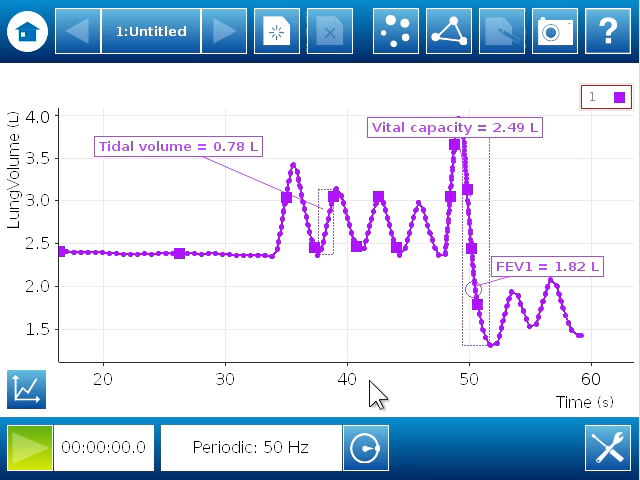 1:Untitled
?
1
LungVolume (L)
4.0
3.5
3.0
2.5
2.0
1.5
Tidal volume = 0.78 L
Vital capacity = 2.49 L
FEV1 = 1.82 L
20
30
40
50
60
Time (s)
00:00:00.0
Periodic: 50 Hz